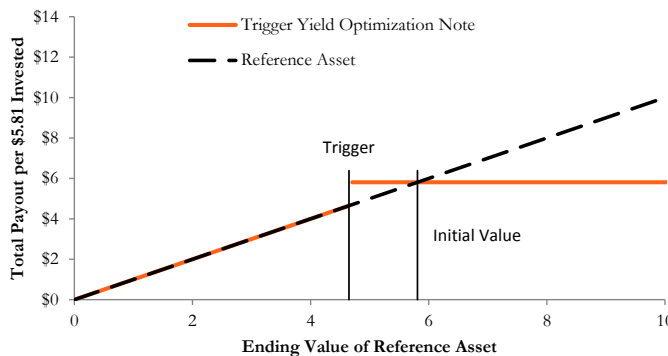 Trigger Yield Optimization Note
Reference Asset
Total Payout per $5.81 Invested
$14
$12
$10
$8
$6
$4
$2
$0
Trigger
Initial Value
0
2
4
6
8
10
Ending Value of Reference Asset